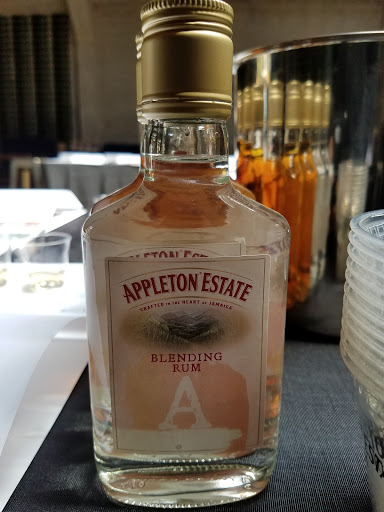 APPLETON ESTATE
CRAFTED IN THE HEART OF JAMAICA
BLENDING
RUM
A